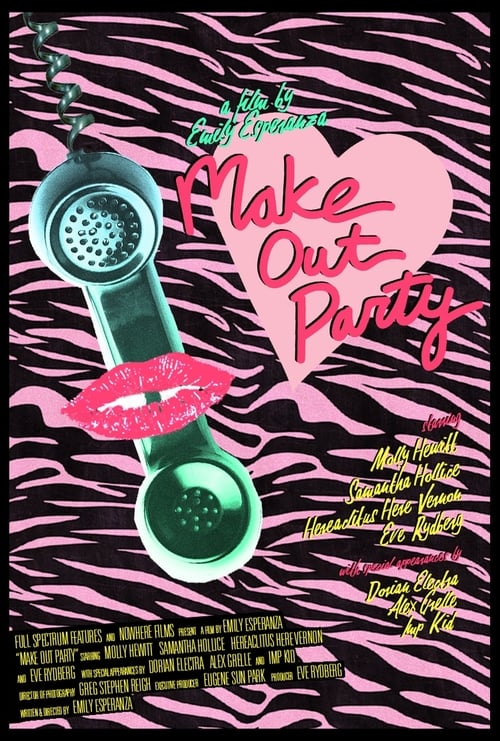 a film by
Emily Esperanza
Make
Out
Party
starring
Molly Hewitt
Samantha Hollice
Hereaclitus Here Vernon
Eve Rydberg
with special appearances by
Dorian Electra
Alex Grelle
Imp Kid
FULL SPECTRUM FEATURES AND NOWHERE FILMS PRESENT A FILM BY EMILY ESPERANZA
"MAKE OUT PARTY" STARRING MOLLY HEWITT SAMANTHA HOLLICE HEREACLITUS HERE VERNON
AND EVE RYDBERG WITH SPECIAL APPEARANCES BY DORIAN ELECTRA ALEX GRELLE AND IMP KID
DIRECTOR OF PHOTOGRAPHY GREG STEPHEN REIGH EXECUTIVE PRODUCER EUGENE SUN PARK PRODUCER EVE RYDBERG
WRITTEN & DIRECTED BY EMILY ESPERANZA